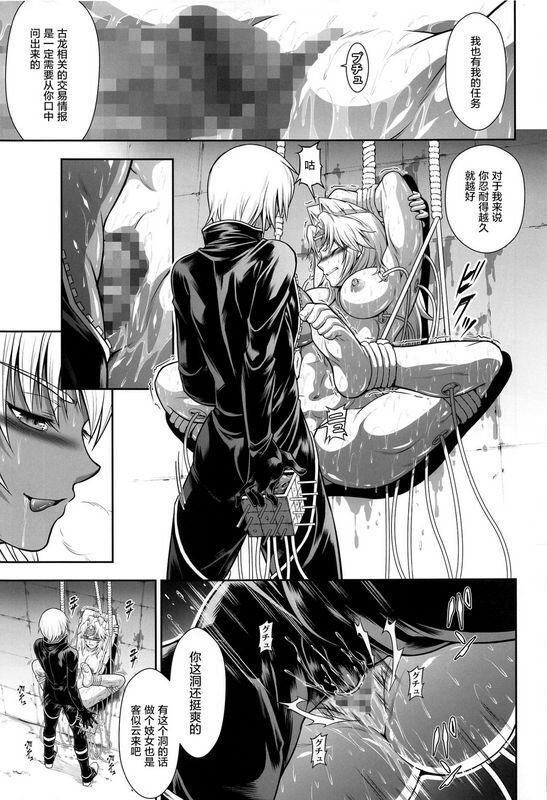 我也有我的任务
古龙相关的交易情报
是一定需要从你口中
问出来的
ブチュ
咕
对于我来说
你忍耐得越久
就越好
グチュ
グチュ
グチュ
你这洞还挺爽的
有这个洞的话
做个妓女也是
客似云来吧